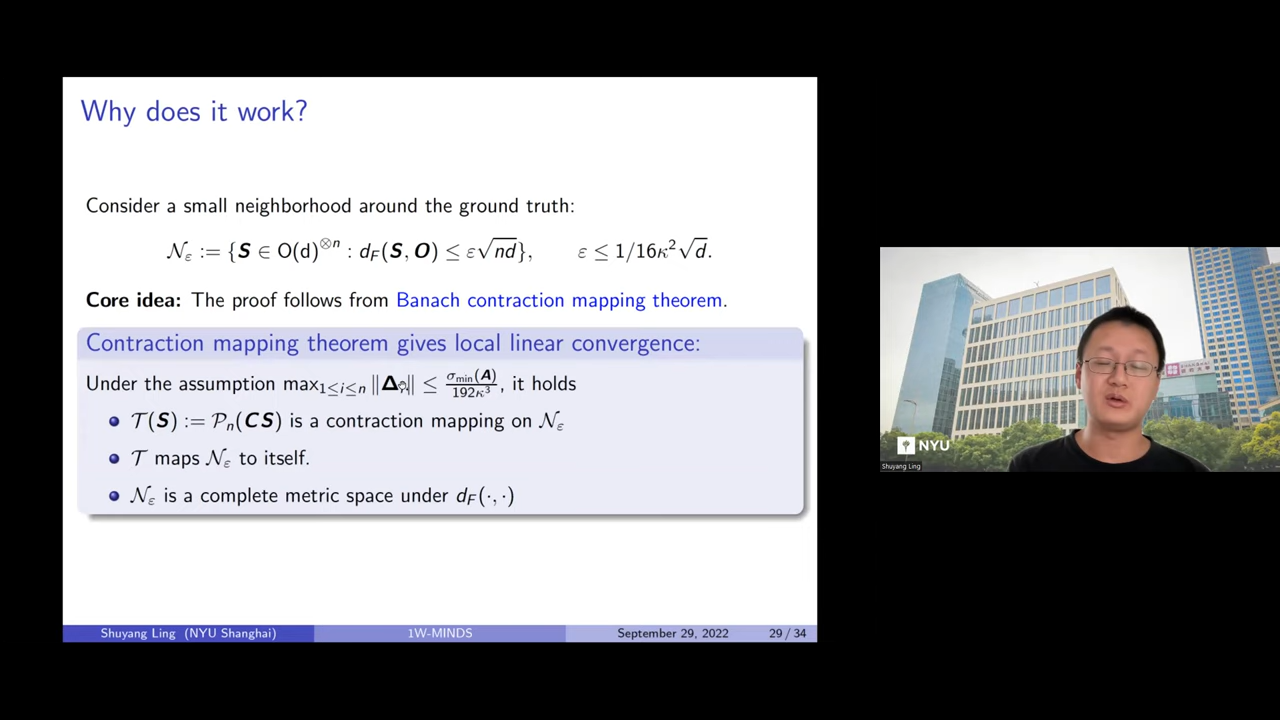 Why does it work?
Consider a small neighborhood around the ground truth:
𝒩_ε := {S ∈ O(d)^{⊗n} : d_F(S, O) ≤ ε√(nd)},   ε ≤ 1/16κ²√d.
Core idea: The proof follows from Banach contraction mapping theorem.
Contraction mapping theorem gives local linear convergence:
Under the assumption max_{1≤i≤n} ‖Δ_i‖ ≤ σ_min(A)/192κ³, it holds
𝒯(S) := 𝒫_n(CS) is a contraction mapping on 𝒩_ε
𝒯 maps 𝒩_ε to itself.
𝒩_ε is a complete metric space under d_F(·,·)
Shuyang Ling (NYU Shanghai) 1W-MINDS September 29, 2022 29 / 34
NYU
Shuyang Ling